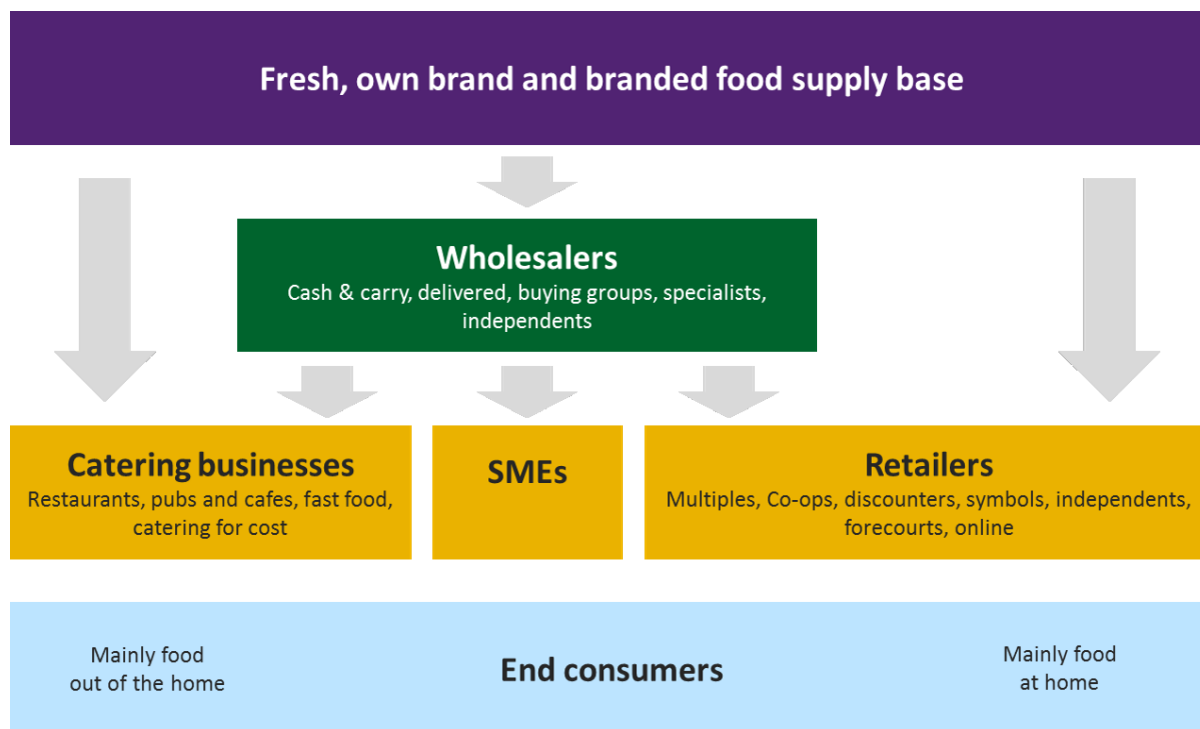 Fresh, own brand and branded food supply base
Wholesalers
Cash & carry, delivered, buying groups, specialists,
independents
Catering businesses
Restaurants, pubs and cafes, fast food,
catering for cost
SMEs
Retailers
Multiples, Co-ops, discounters, symbols, independents,
forecourts, online
Mainly food
out of the home
End consumers
Mainly food
at home